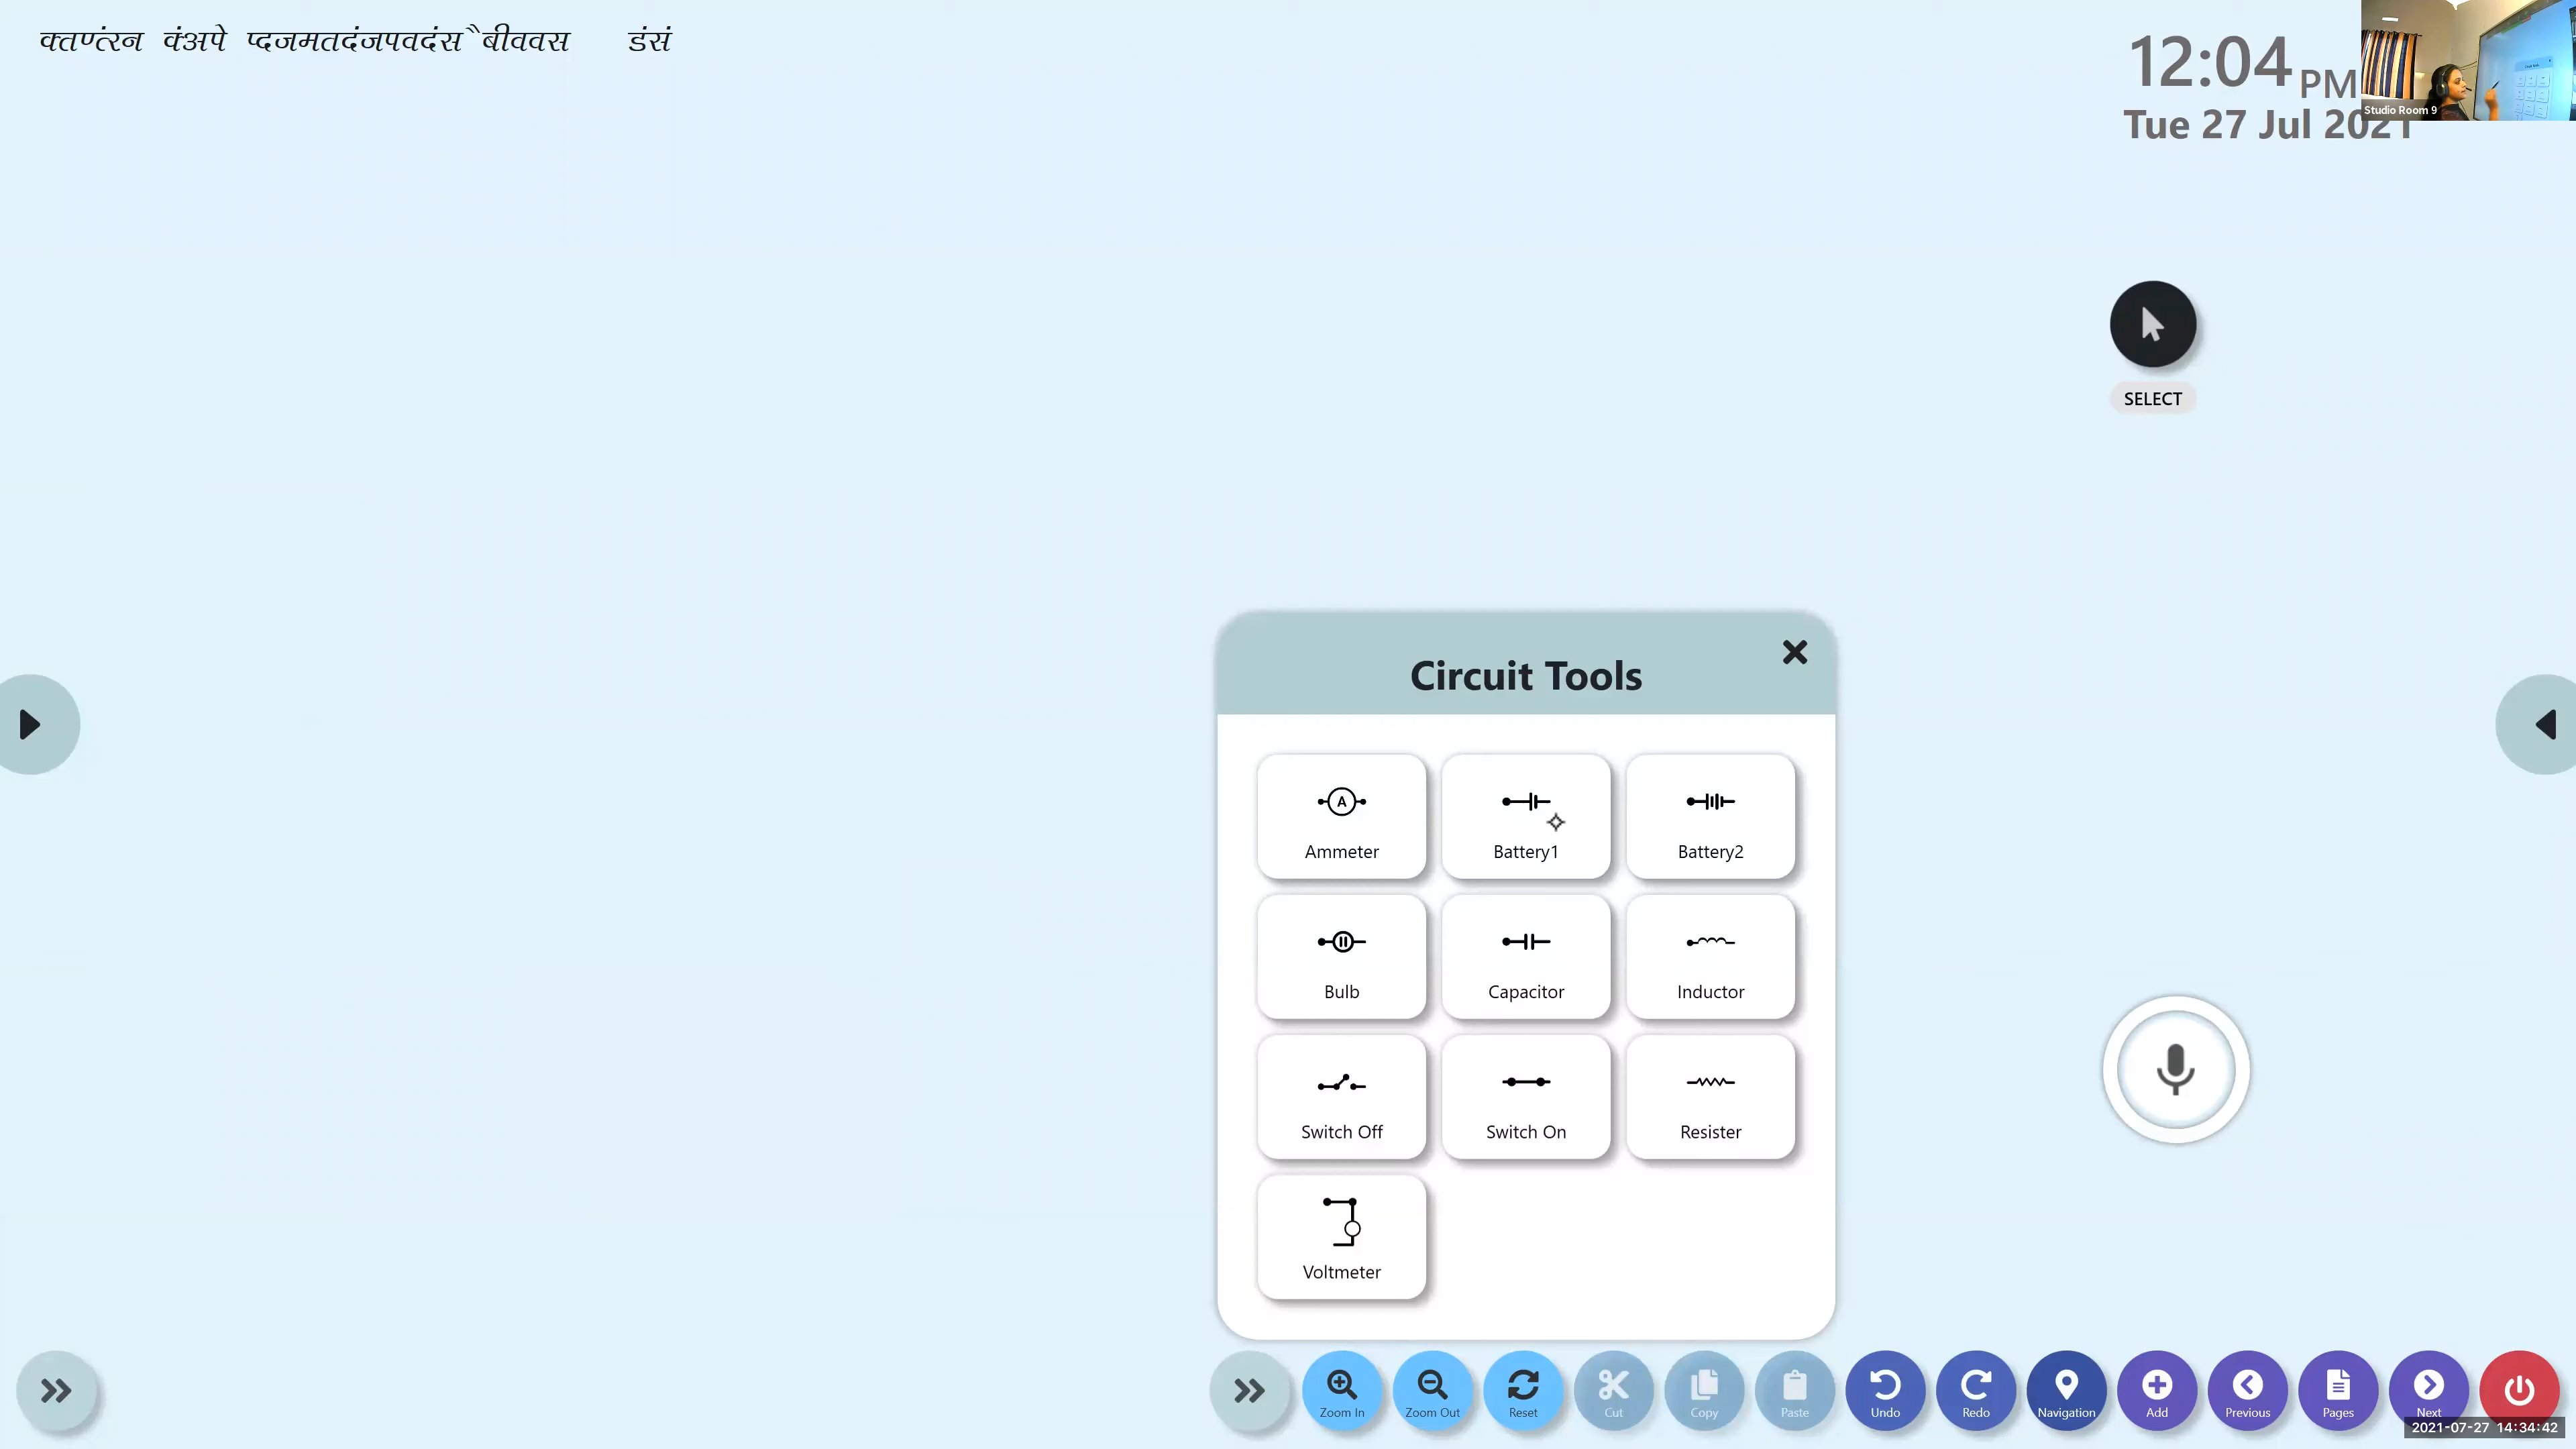 क्तण्त्ंरन क्ंअपे प्दजमतदंजपवदंस ैबीववस डंसं
12:04 PM
Studio Room 9
Tue 27 Jul 2021
SELECT
Circuit Tools
A
Ammeter Battery1 Battery2
Bulb Capacitor Inductor
Switch Off Switch On Resister
Voltmeter
Zoom In Zoom Out Reset Cut Copy Paste Undo Redo Navigation Add Previous Pages Next
2021-07-27 14:34:42